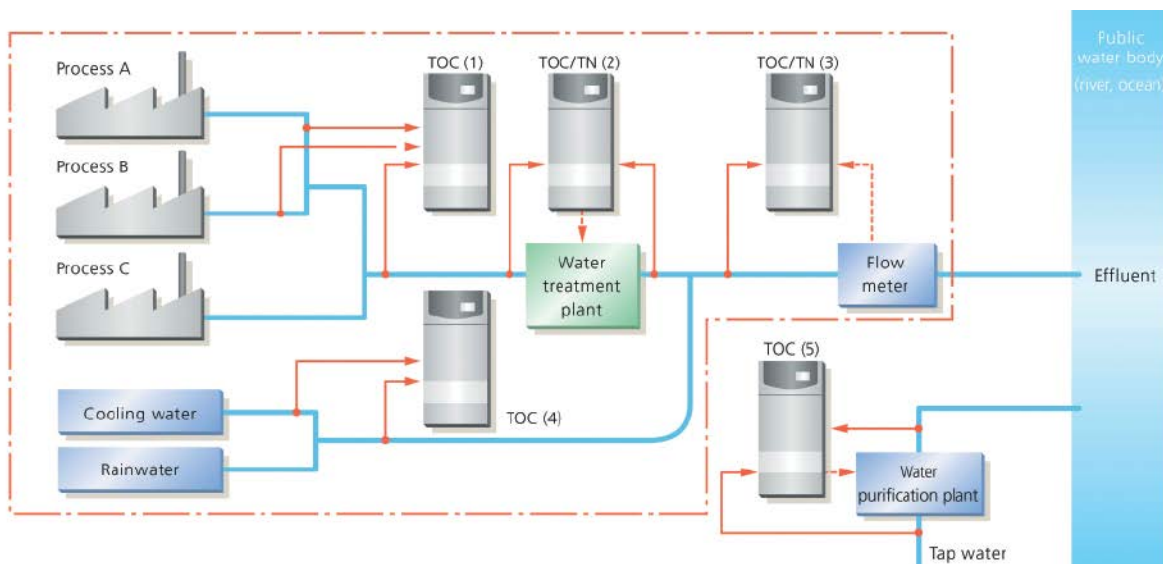 Process A
TOC (1)
TOC/TN (2)
TOC/TN (3)
Public
water body
(river, ocean)
Process B
Process C
Water
treatment
plant
Flow
meter
Effluent
TOC (5)
Cooling water
TOC (4)
Rainwater
Water
purification plant
Tap water